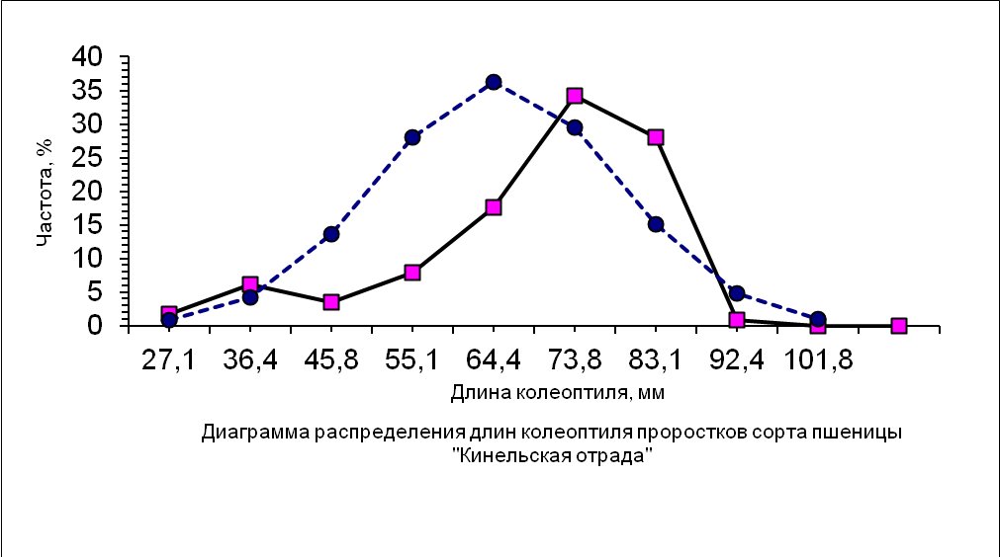 40
35
30
25
20
15
10
5
0
Частота, %
27,1 36,4 45,8 55,1 64,4 73,8 83,1 92,4 101,8
Длина колеоптиля, мм
Диаграмма распределения длин колеоптиля проростков сорта пшеницы
"Кинельская отрада"